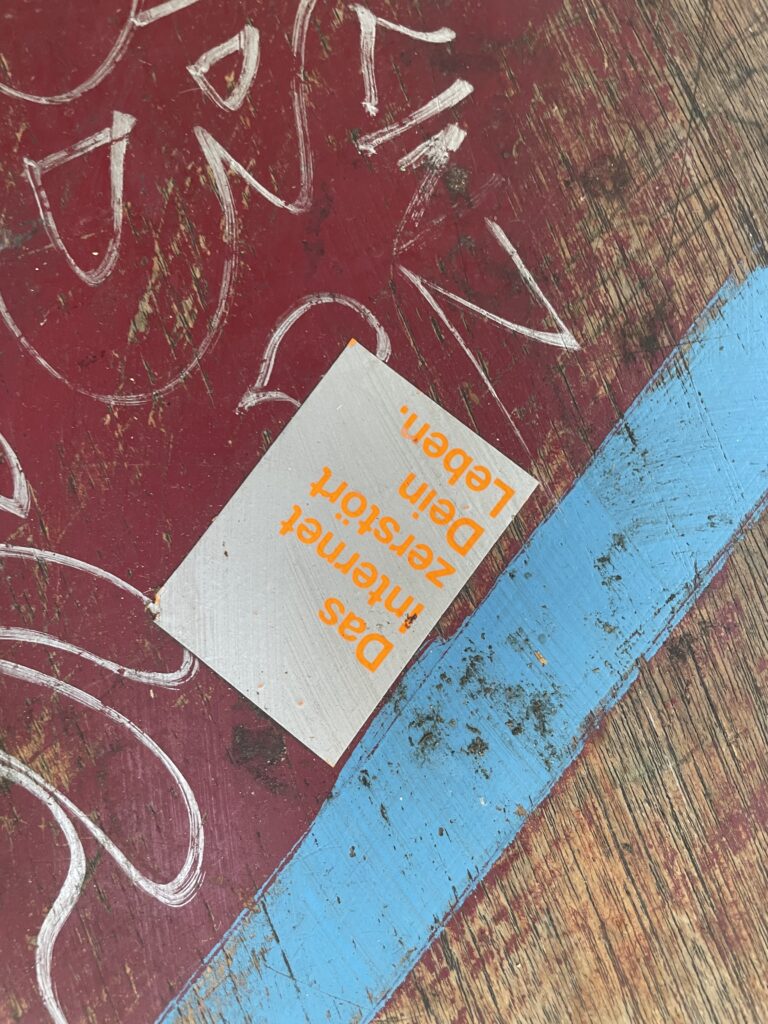 Das
internet
zerstört
Dein
Leben.